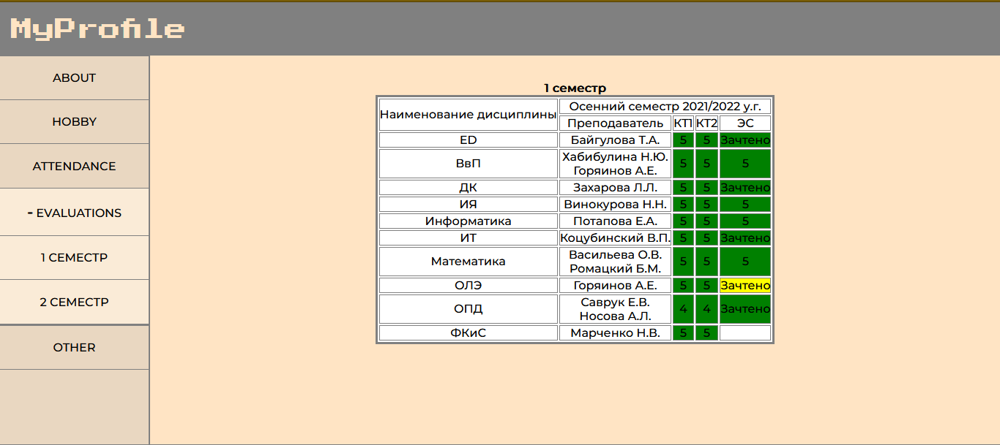 MyProfile
ABOUT
HOBBY
ATTENDANCE
- EVALUATIONS
1 СЕМЕСТР
2 СЕМЕСТР
OTHER
1 семестр
Наименование дисциплины Осенний семестр 2021/2022 у.г.
Преподаватель КТ1 КТ2 ЭС
ED Байгулова Т.А. 5 5 Зачтено
ВвП Хабибулина Н.Ю. 5 5 5
Горяинов А.Е.
ДК Захарова Л.Л. 5 5 Зачтено
ИЯ Винокурова Н.Н. 5 5 5
Информатика Потапова Е.А. 5 5 5
ИТ Коцубинский В.П. 5 5 Зачтено
Математика Васильева О.В. 5 5 5
Ромацкий Б.М.
ОЛЭ Горяинов А.Е. 5 5 Зачтено
ОПД Саврук Е.В. 4 4 Зачтено
Носова А.Л.
ФКиС Марченко Н.В. 5 5